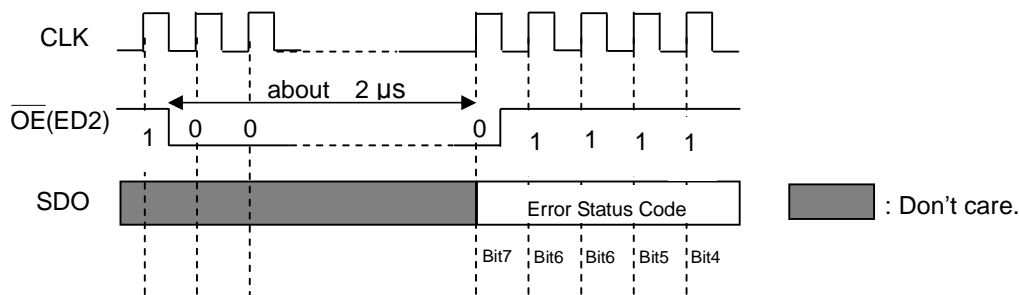 CLK
about 2 µs
OE(ED2)
1 0 0 0 1 1 1 1
SDO
Error Status Code
: Don't care.
Bit7 Bit6 Bit6 Bit5 Bit4